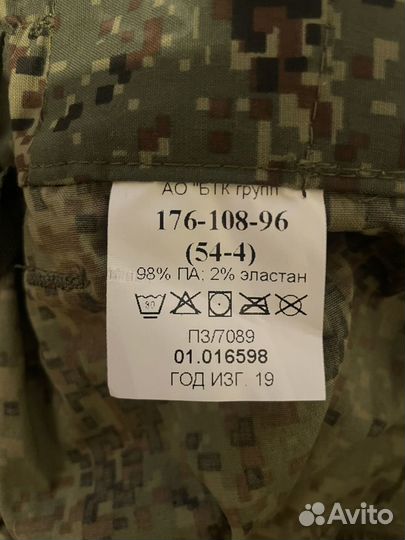 АО "БТК групп
176-108-96
(54-4)
98% ПА; 2% эластан
ПЗ/7089
01.016598
ГОД ИЗГ. 19
Avito